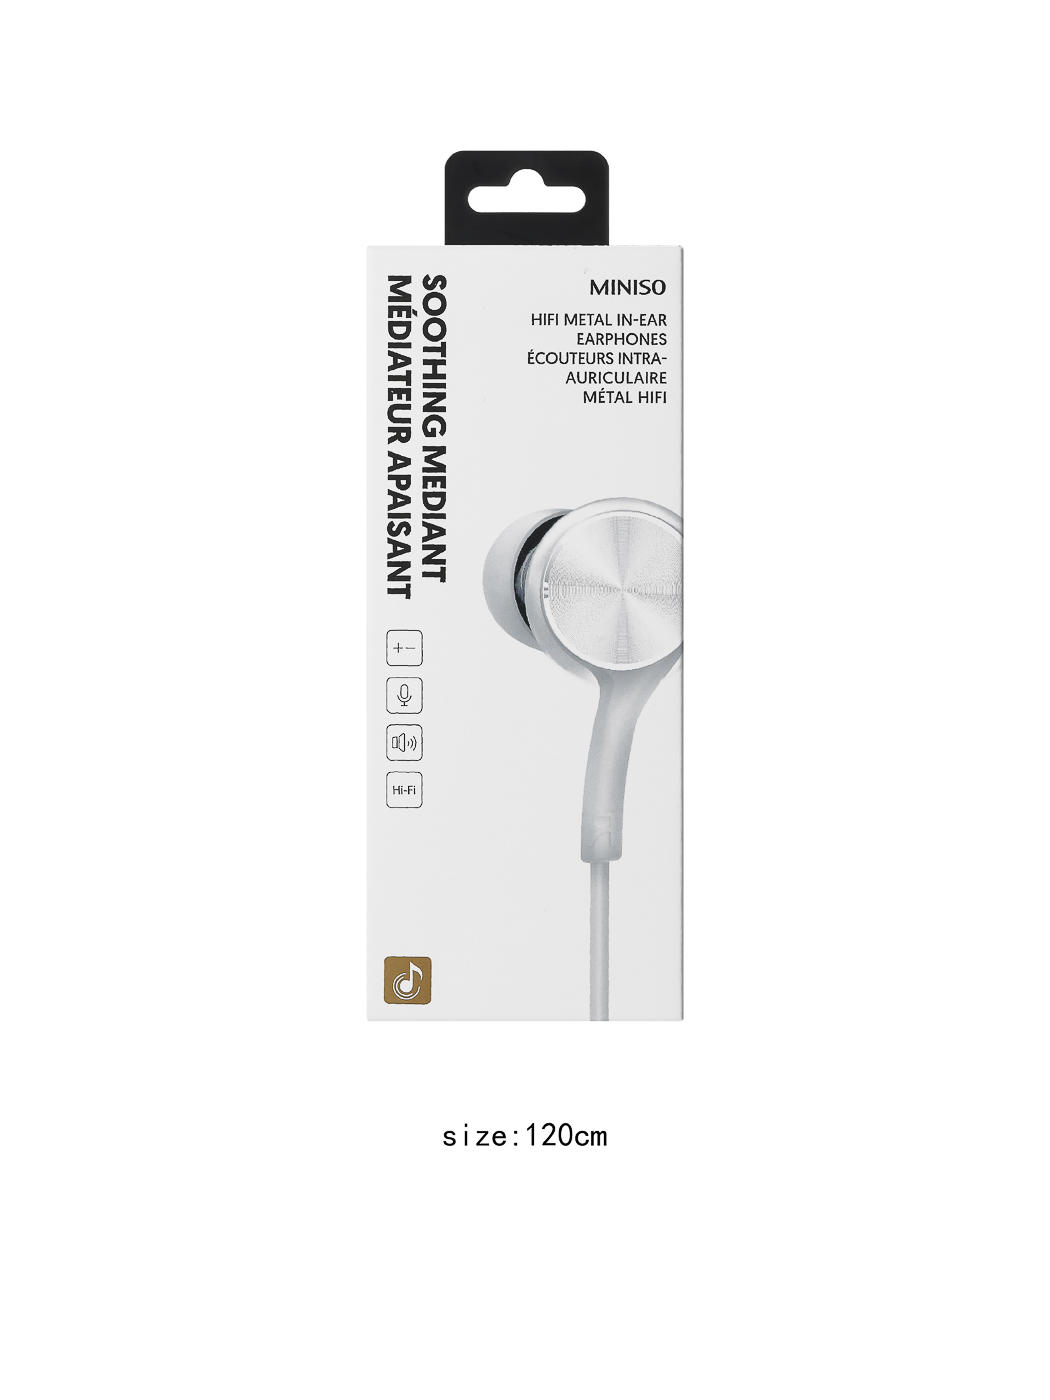 MINISO
HIFI METAL IN-EAR
EARPHONES
ÉCOUTEURS INTRA-
AURICULAIRE
MÉTAL HIFI
SOOTHING MEDIANT
MÉDIATEUR APAISANT
+ −
Hi-Fi
R
size:120cm